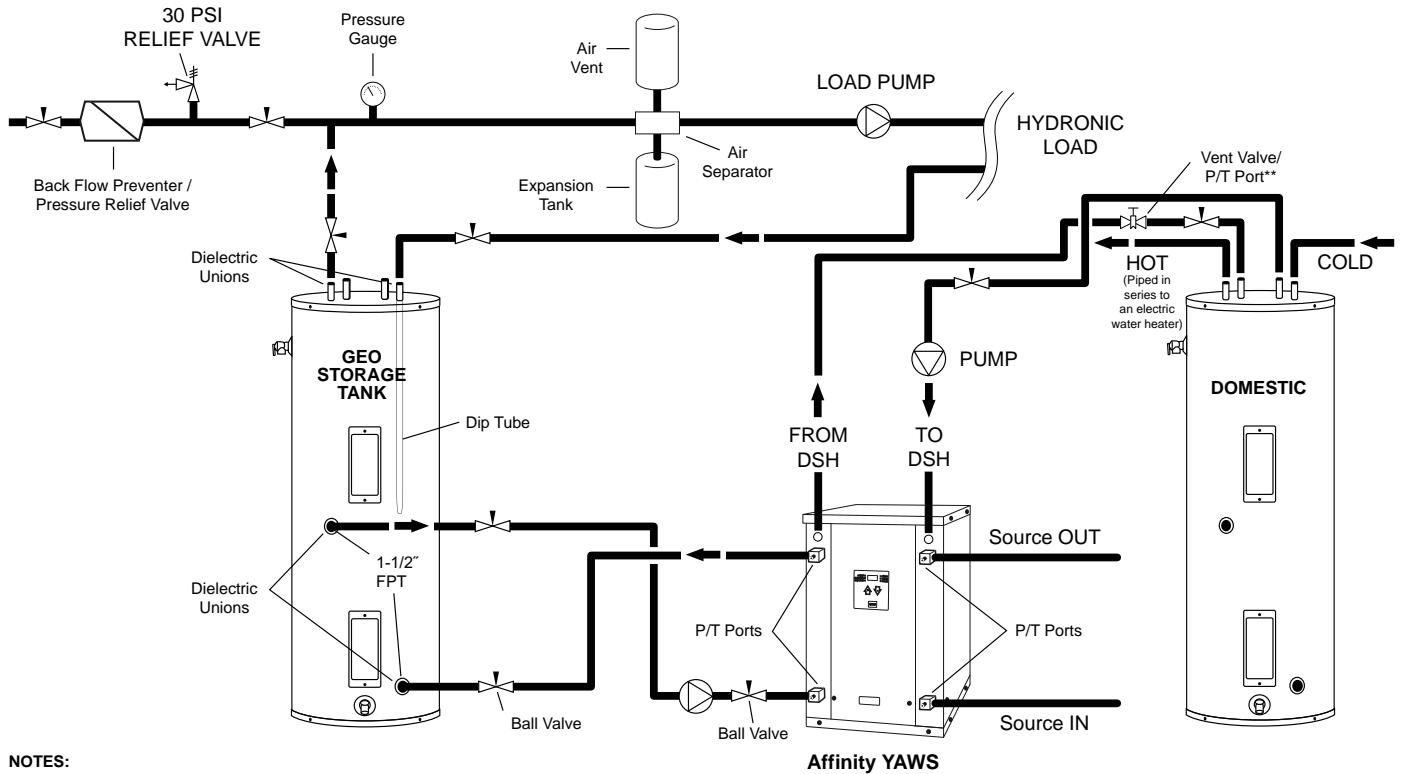 30 PSI
RELIEF VALVE
Pressure
Gauge
Air
Vent
LOAD PUMP
HYDRONIC
LOAD
Air
Separator
Vent Valve/
P/T Port**
Back Flow Preventer /
Pressure Relief Valve
Expansion
Tank
Dielectric
Unions
HOT
(Piped in
series to
an electric
water heater)
COLD
GEO
STORAGE
TANK
PUMP
DOMESTIC
Dip Tube
FROM
DSH
TO
DSH
Source OUT
1-1/2˝
FPT
Dielectric
Unions
P/T Ports
P/T Ports
Ball Valve
Ball Valve
Source IN
NOTES:
Affinity YAWS